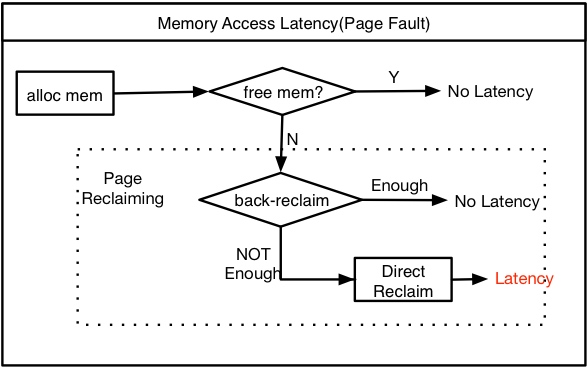 Memory Access Latency(Page Fault)
alloc mem
free mem?
Y
No Latency
N
Page
Reclaiming
back-reclaim
Enough
No Latency
NOT
Enough
Direct
Reclaim
Latency